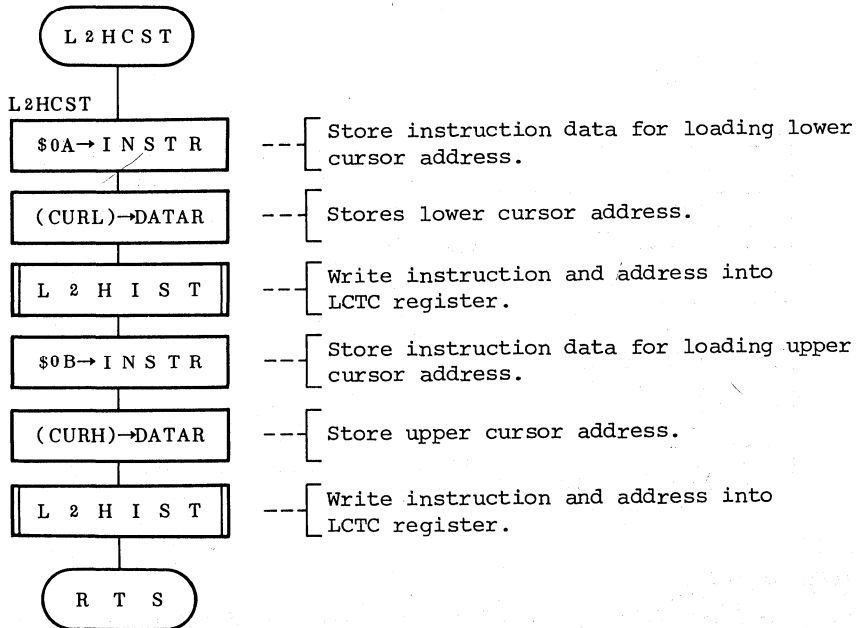 L2HCST
L2HCST
$0A→INSTR
Store instruction data for loading lower
cursor address.
(CURL)→DATAR
Stores lower cursor address.
L2HIST
Write instruction and address into
LCTC register.
$0B→INSTR
Store instruction data for loading upper
cursor address.
(CURH)→DATAR
Store upper cursor address.
L2HIST
Write instruction and address into
LCTC register.
RTS